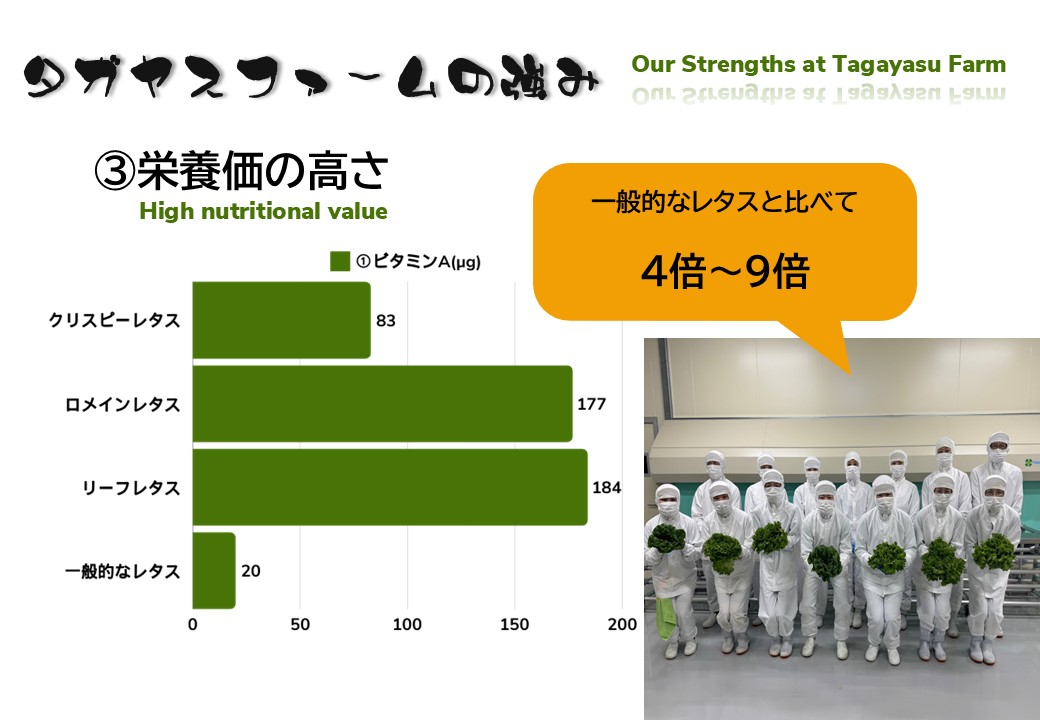 タガヤスファームの強み
Our Strengths at Tagayasu Farm
③栄養価の高さ
High nutritional value
一般的なレタスと比べて
4倍～9倍
①ビタミンA(μg)
クリスピーレタス 83
ロメインレタス 177
リーフレタス 184
一般的なレタス 20
0 50 100 150 200